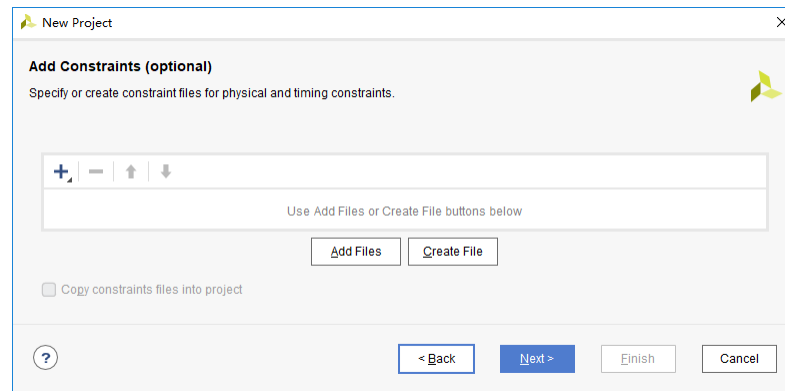 New Project
Add Constraints (optional)
Specify or create constraint files for physical and timing constraints.
Use Add Files or Create File buttons below
Add Files
Create File
Copy constraints files into project
?
< Back
Next >
Finish
Cancel